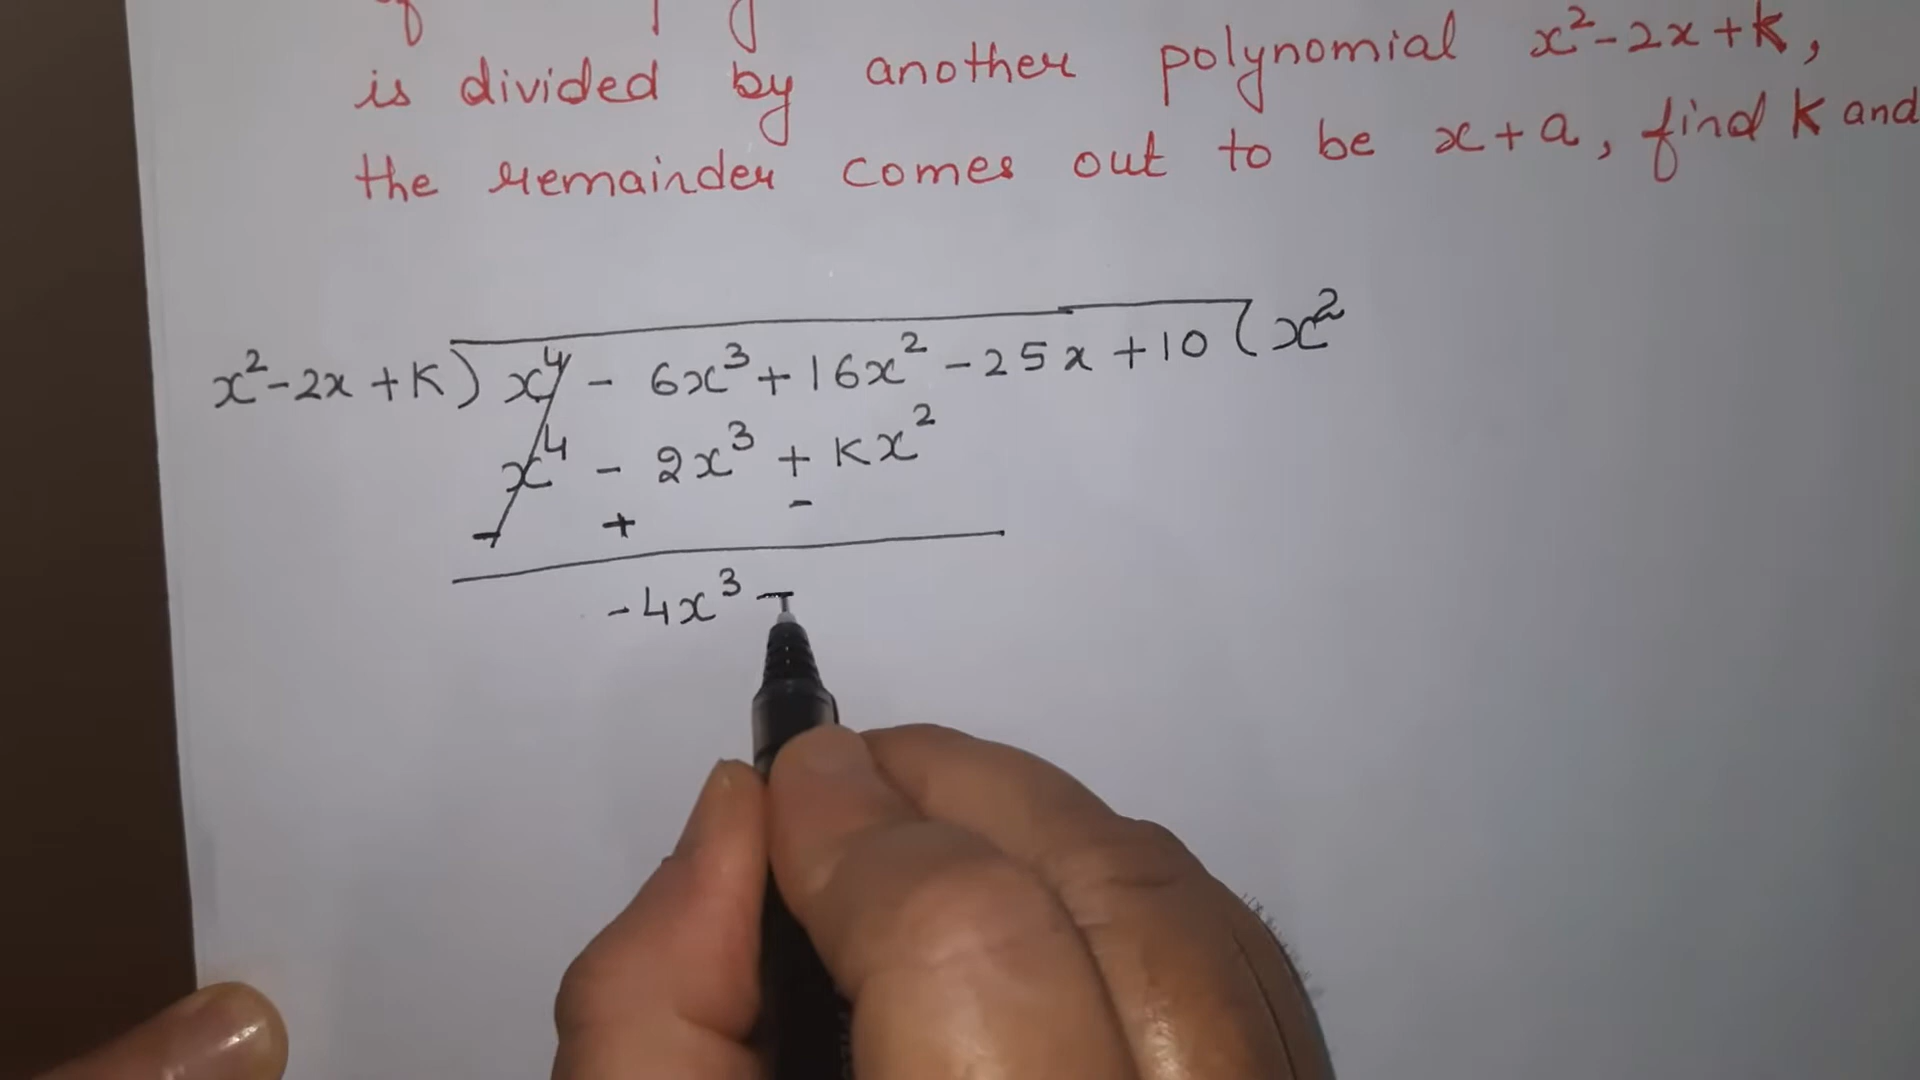 is divided by another polynomial x² - 2x + k,
the remainder comes out to be x + a, find k and
x² - 2x + K ) x⁴ - 6x³ + 16x² - 25x + 10 ( x²
x⁴ - 2x³ + Kx²
- + -
- 4x³ -